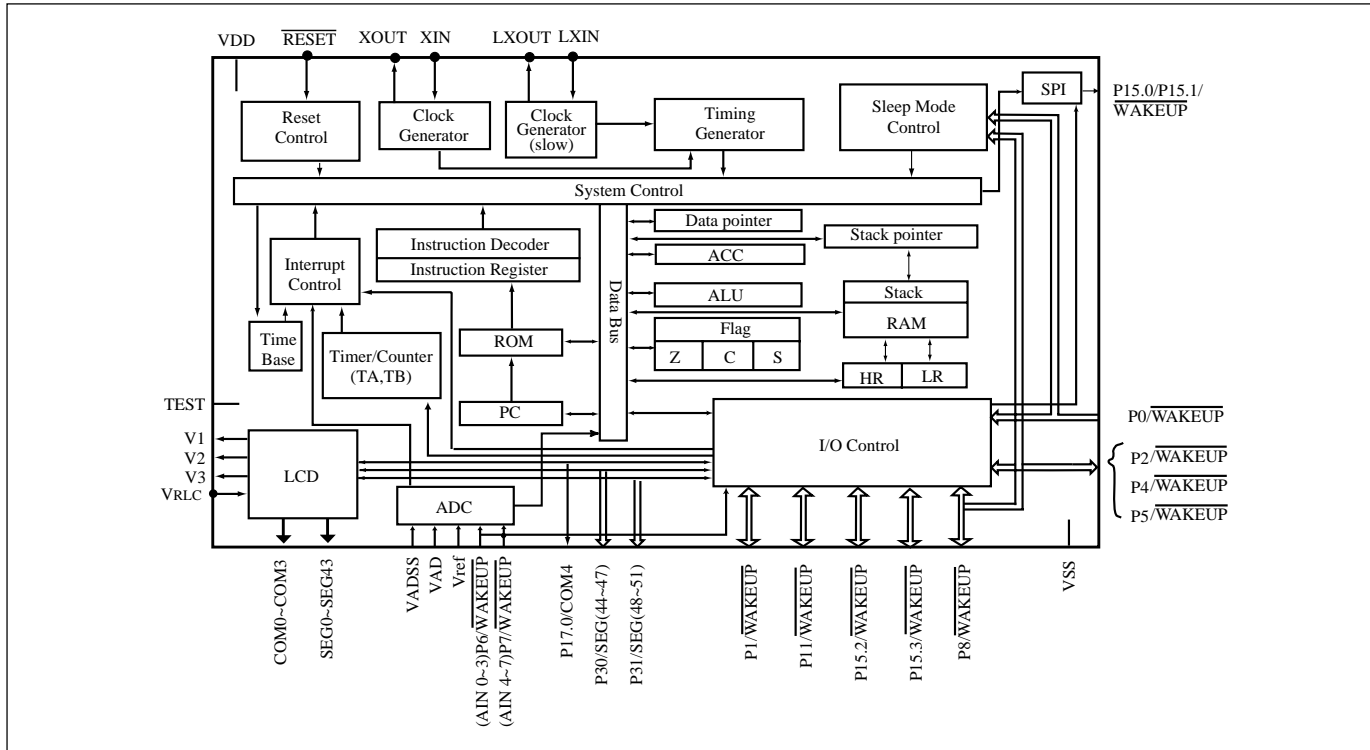 VDD
RESET
XOUT
XIN
LXOUT
LXIN
Reset
Control
Clock
Generator
Clock
Generator
(slow)
Timing
Generator
Sleep Mode
Control
SPI
P15.0/P15.1/
WAKEUP
System Control
Interrupt
Control
Instruction Decoder
Instruction Register
Data Bus
Data pointer
Stack pointer
ACC
ALU
Stack
RAM
Flag
Z
C
S
HR
LR
Time
Base
Timer/Counter
(TA,TB)
ROM
PC
TEST
V1
V2
V3
VRLC
LCD
ADC
I/O Control
P0/WAKEUP
P2/WAKEUP
P4/WAKEUP
P5/WAKEUP
COM0~COM3
SEG0~SEG43
VADSS
VAD
Vref
(AIN 0~3)P6/WAKEUP
(AIN 4~7)P7/WAKEUP
P17.0/COM4
P30/SEG(44~47)
P31/SEG(48~51)
P1/WAKEUP
P11/WAKEUP
P15.2/WAKEUP
P15.3/WAKEUP
P8/WAKEUP
VSS